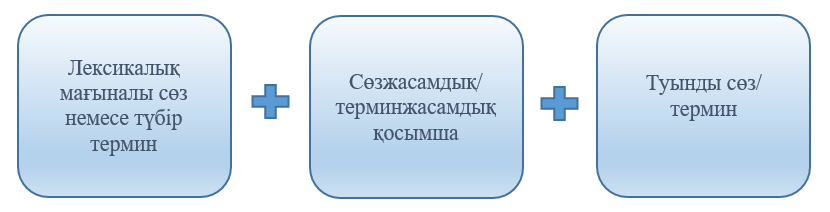 Лексикалық
мағыналы сөз
немесе түбір
термин
Сөзжасамдық/
терминжасамдық
қосымша
Туынды сөз/
термин